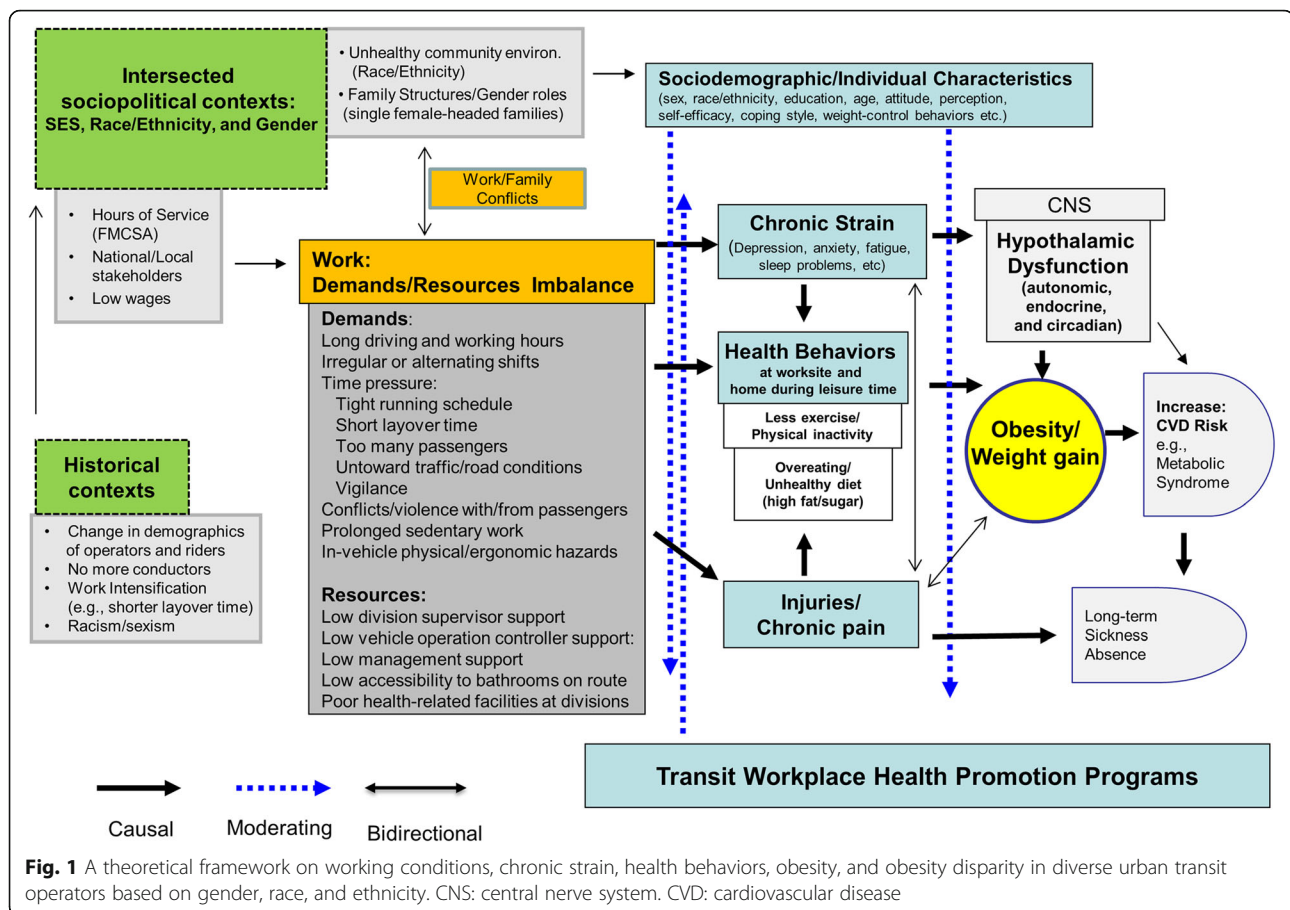 Intersected
sociopolitical contexts:
SES, Race/Ethnicity, and Gender
• Unhealthy community environ.
(Race/Ethnicity)
• Family Structures/Gender roles
(single female-headed families)
Sociodemographic/Individual Characteristics
(sex, race/ethnicity, education, age, attitude, perception,
self-efficacy, coping style, weight-control behaviors etc.)
Work/Family
Conflicts
• Hours of Service
(FMCSA)
• National/Local
stakeholders
• Low wages
Work:
Demands/Resources Imbalance
Demands:
Long driving and working hours
Irregular or alternating shifts
Time pressure:
Tight running schedule
Short layover time
Too many passengers
Untoward traffic/road conditions
Vigilance
Conflicts/violence with/from passengers
Prolonged sedentary work
In-vehicle physical/ergonomic hazards
Resources:
Low division supervisor support
Low vehicle operation controller support:
Low management support
Low accessibility to bathrooms on route
Poor health-related facilities at divisions
Historical
contexts
• Change in demographics
of operators and riders
• No more conductors
• Work Intensification
(e.g., shorter layover time)
• Racism/sexism
Chronic Strain
(Depression, anxiety, fatigue,
sleep problems, etc)
Health Behaviors
at worksite and
home during leisure time
Less exercise/
Physical inactivity
Overeating/
Unhealthy diet
(high fat/sugar)
Injuries/
Chronic pain
CNS
Hypothalamic
Dysfunction
(autonomic,
endocrine,
and circadian)
Obesity/
Weight gain
Increase:
CVD Risk
e.g.,
Metabolic
Syndrome
Long-term
Sickness
Absence
Transit Workplace Health Promotion Programs
Causal
Moderating
Bidirectional
Fig. 1 A theoretical framework on working conditions, chronic strain, health behaviors, obesity, and obesity disparity in diverse urban transit
operators based on gender, race, and ethnicity. CNS: central nerve system. CVD: cardiovascular disease